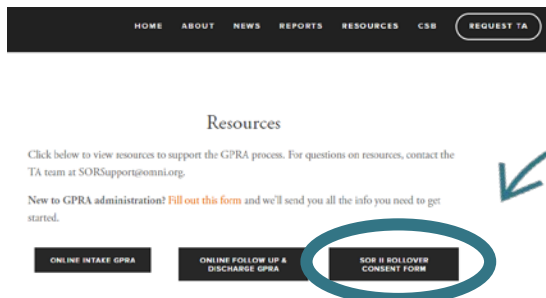 HOME ABOUT NEWS REPORTS RESOURCES CSB REQUEST TA
Resources
Click below to view resources to support the GPRA process. For questions on resources, contact the
TA team at SORSupport@omni.org.
New to GPRA administration? Fill out this form and we'll send you all the info you need to get
started.
ONLINE INTAKE GPRA
ONLINE FOLLOW UP &
DISCHARGE GPRA
SOR II ROLLOVER
CONSENT FORM